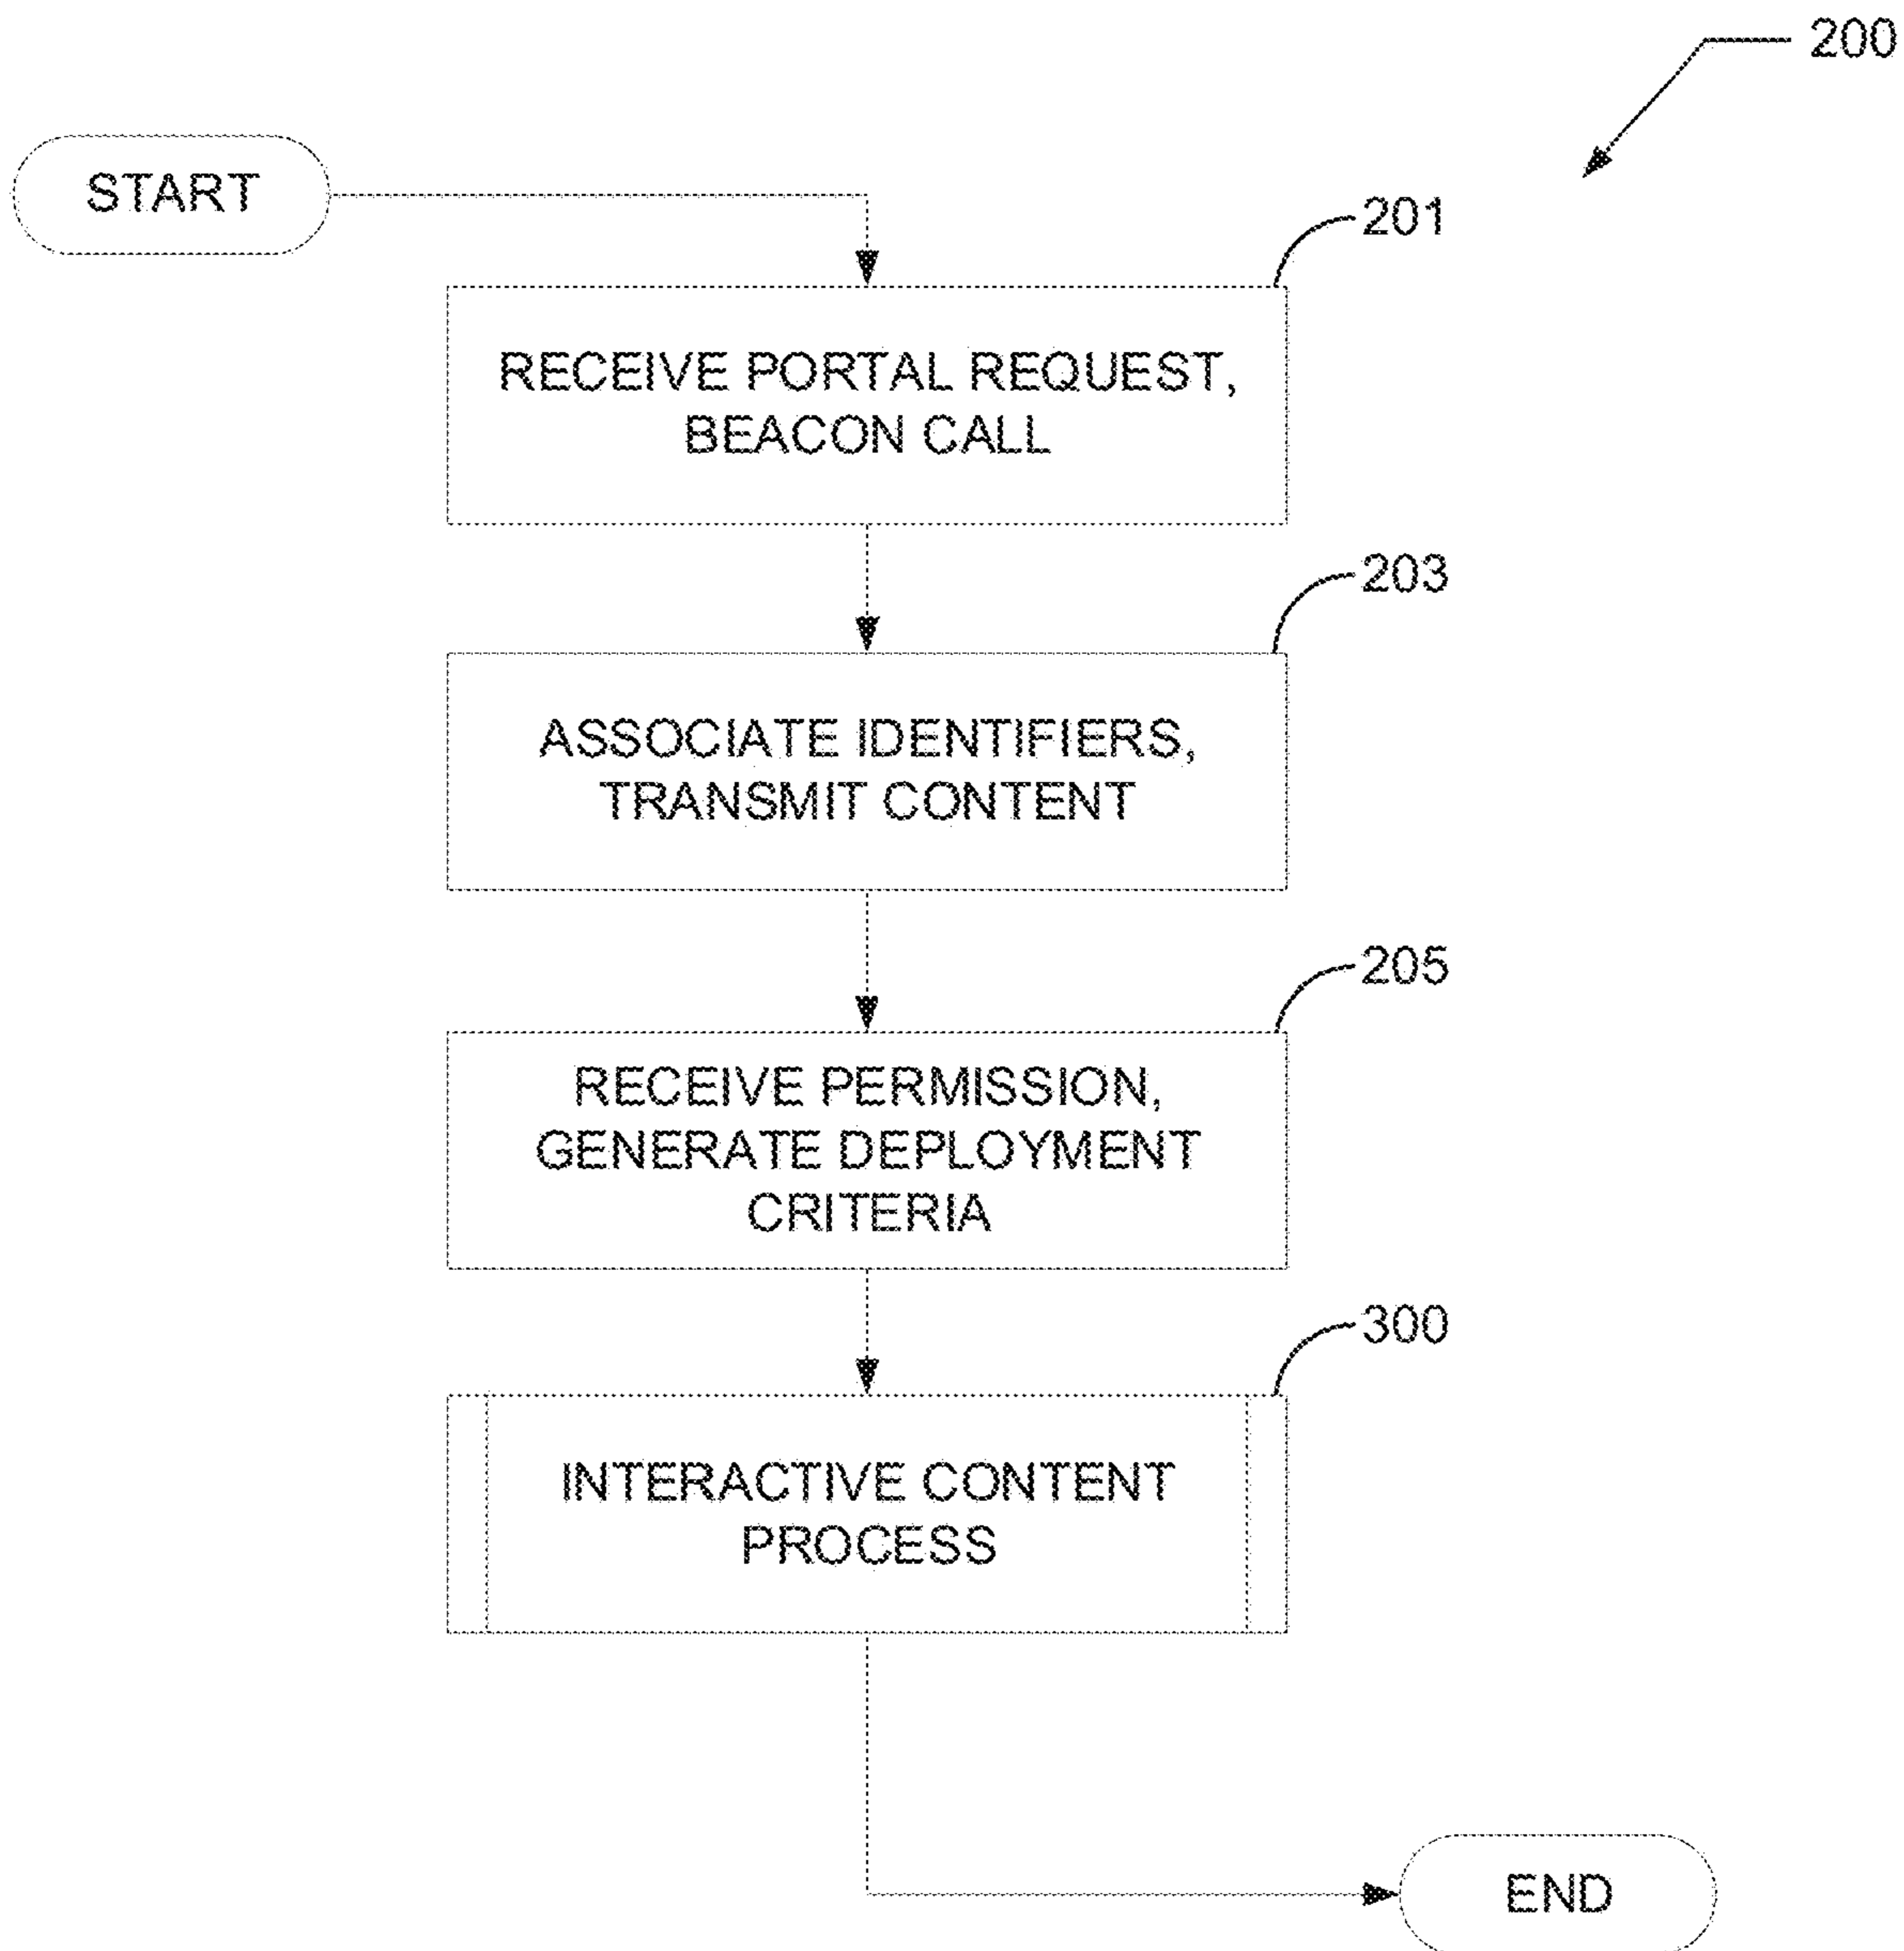 200
START
201
RECEIVE PORTAL REQUEST,
BEACON CALL
203
ASSOCIATE IDENTIFIERS,
TRANSMIT CONTENT
205
RECEIVE PERMISSION,
GENERATE DEPLOYMENT
CRITERIA
300
INTERACTIVE CONTENT
PROCESS
END